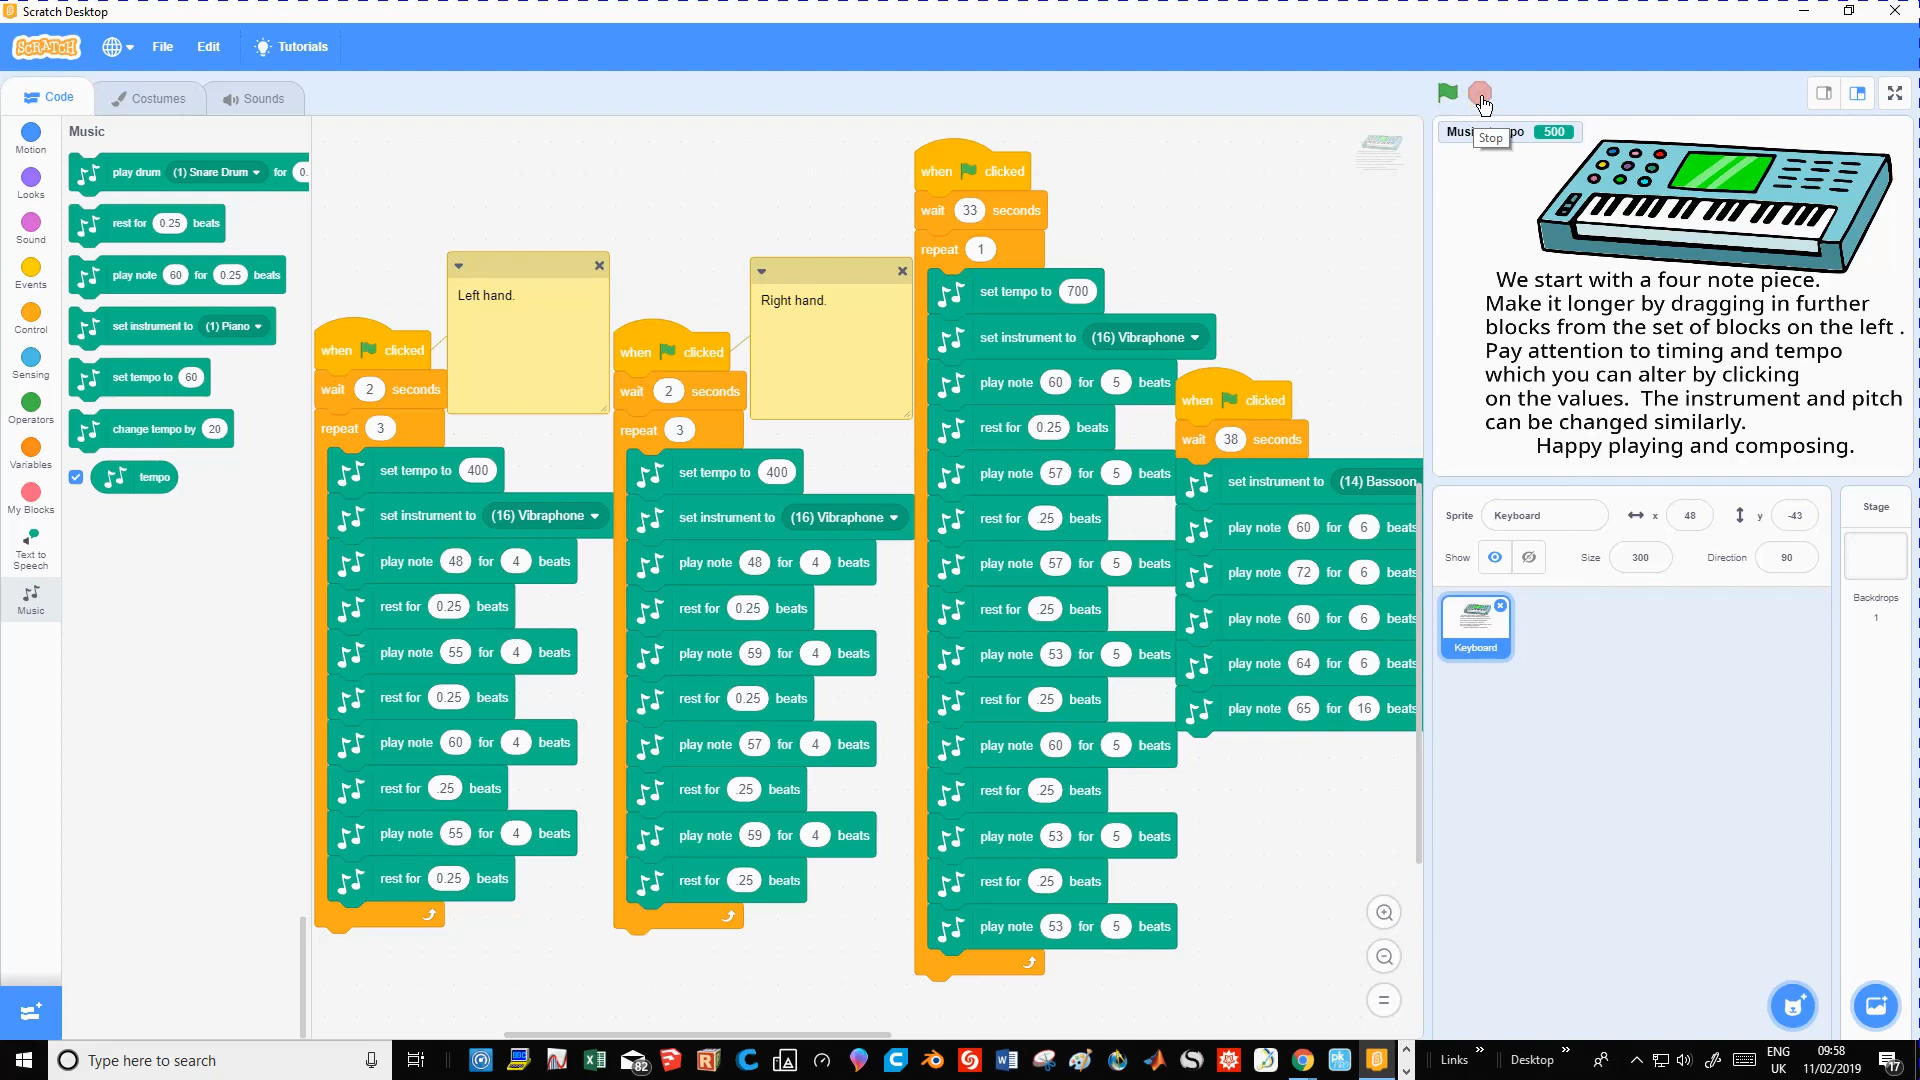 Scratch Desktop
SCRATCH
File
Edit
Tutorials
Code
Costumes
Sounds
Motion
Looks
Sound
Events
Control
Sensing
Operators
Variables
My Blocks
Text to
Speech
Music
Music
play drum (1) Snare Drum for 0.
rest for 0.25 beats
play note 60 for 0.25 beats
set instrument to (1) Piano
set tempo to 60
change tempo by 20
tempo
Left hand.
when clicked
wait 2 seconds
repeat 3
set tempo to 400
set instrument to (16) Vibraphone
play note 48 for 4 beats
rest for 0.25 beats
play note 55 for 4 beats
rest for 0.25 beats
play note 60 for 4 beats
rest for .25 beats
play note 55 for 4 beats
rest for 0.25 beats
Right hand.
when clicked
wait 2 seconds
repeat 3
set tempo to 400
set instrument to (16) Vibraphone
play note 48 for 4 beats
rest for 0.25 beats
play note 59 for 4 beats
rest for 0.25 beats
play note 57 for 4 beats
rest for .25 beats
play note 59 for 4 beats
rest for .25 beats
when clicked
wait 33 seconds
repeat 1
set tempo to 700
set instrument to (16) Vibraphone
play note 60 for 5 beats
rest for 0.25 beats
play note 57 for 5 beats
rest for .25 beats
play note 57 for 5 beats
rest for .25 beats
play note 53 for 5 beats
rest for .25 beats
play note 60 for 5 beats
rest for .25 beats
play note 53 for 5 beats
rest for .25 beats
play note 53 for 5 beats
when clicked
wait 38 seconds
set instrument to (14) Bassoon
play note 60 for 6 beats
play note 72 for 6 beats
play note 60 for 6 beats
play note 64 for 6 beats
play note 65 for 16 beats
Stop
500
We start with a four note piece.
Make it longer by dragging in further
blocks from the set of blocks on the left .
Pay attention to timing and tempo
which you can alter by clicking
on the values. The instrument and pitch
can be changed similarly.
Happy playing and composing.
Sprite Keyboard x 48 y -43
Show Size 300 Direction 90
Keyboard
Stage
Backdrops
1
Type here to search
82
Links
Desktop
ENG
UK
09:58
11/02/2019
17